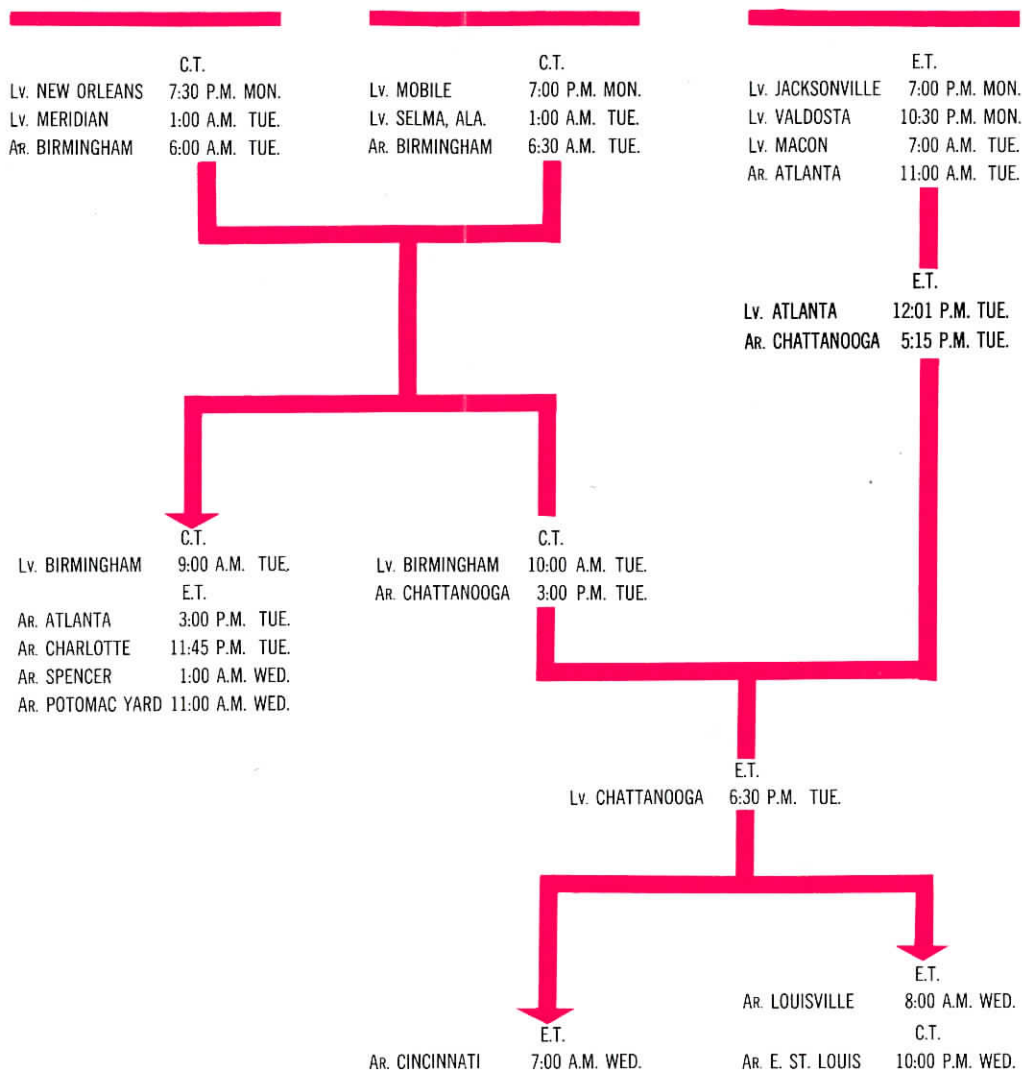 C.T.
Lv. NEW ORLEANS 7:30 P.M. MON.
Lv. MERIDIAN 1:00 A.M. TUE.
AR. BIRMINGHAM 6:00 A.M. TUE.
C.T.
Lv. MOBILE 7:00 P.M. MON.
Lv. SELMA, ALA. 1:00 A.M. TUE.
AR. BIRMINGHAM 6:30 A.M. TUE.
E.T.
Lv. JACKSONVILLE 7:00 P.M. MON.
Lv. VALDOSTA 10:30 P.M. MON.
Lv. MACON 7:00 A.M. TUE.
AR. ATLANTA 11:00 A.M. TUE.
E.T.
Lv. ATLANTA 12:01 P.M. TUE.
AR. CHATTANOOGA 5:15 P.M. TUE.
C.T.
Lv. BIRMINGHAM 9:00 A.M. TUE.
E.T.
AR. ATLANTA 3:00 P.M. TUE.
AR. CHARLOTTE 11:45 P.M. TUE.
AR. SPENCER 1:00 A.M. WED.
AR. POTOMAC YARD 11:00 A.M. WED.
C.T.
Lv. BIRMINGHAM 10:00 A.M. TUE.
AR. CHATTANOOGA 3:00 P.M. TUE.
E.T.
Lv. CHATTANOOGA 6:30 P.M. TUE.
E.T.
AR. CINCINNATI 7:00 A.M. WED.
E.T.
AR. LOUISVILLE 8:00 A.M. WED.
C.T.
AR. E. ST. LOUIS 10:00 P.M. WED.